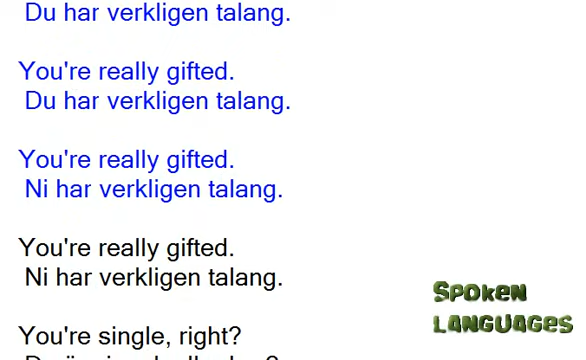 Du har verkligen talang.
You're really gifted.
Du har verkligen talang.
You're really gifted.
Ni har verkligen talang.
You're really gifted.
Ni har verkligen talang.
You're single, right?
Spoken
Languages